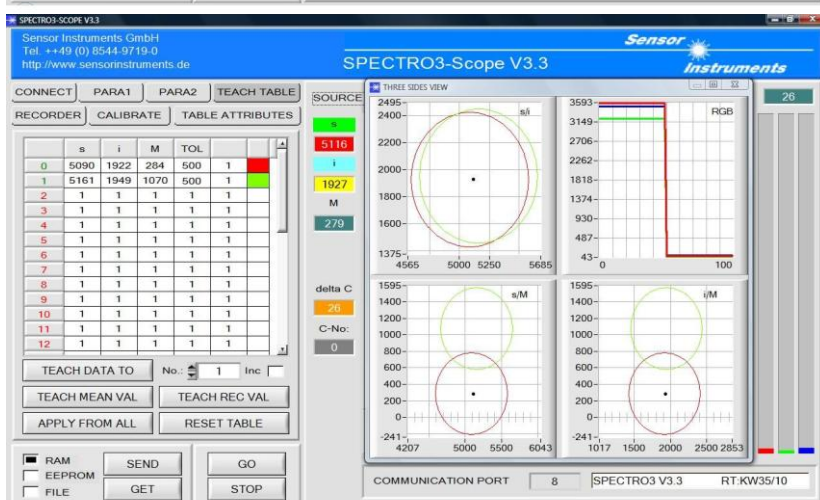 SPECTRO3-SCOPE V3.3
Sensor Instruments GmbH
Tel. ++49 (0) 8544-9719-0
http://www.sensorinstruments.de
SPECTRO3-Scope V3.3
Sensor
Instruments
CONNECT PARA1 PARA2 TEACH TABLE
RECORDER CALIBRATE TABLE ATTRIBUTES
s i M TOL
0 5090 1922 284 500 1
1 5161 1949 1070 500 1
2 1 1 1 1 1
3 1 1 1 1 1
4 1 1 1 1 1
5 1 1 1 1 1
6 1 1 1 1 1
7 1 1 1 1 1
8 1 1 1 1 1
9 1 1 1 1 1
10 1 1 1 1 1
11 1 1 1 1 1
12 1 1 1 1 1
TEACH DATA TO No.: 1 Inc
TEACH MEAN VAL TEACH REC VAL
APPLY FROM ALL RESET TABLE
RAM
EEPROM
FILE
SEND GO
GET STOP
SOURCE
s
5116
i
1927
M
279
delta C
26
C-No:
0
THREE SIDES VIEW
s/i
2495
2400
2200
2000
1800
1600
1375
4565 5000 5250 5685
RGB
3593
3149
2706
2262
1818
1374
930
487
43
0 100
s/M
1595
1400
1200
1000
800
600
400
200
0
-241
4207 5000 5500 6043
i/M
1595
1400
1200
1000
800
600
400
200
0
-241
1017 1500 2000 2500 2853
26
COMMUNICATION PORT 8 SPECTRO3 V3.3 RT:KW35/10